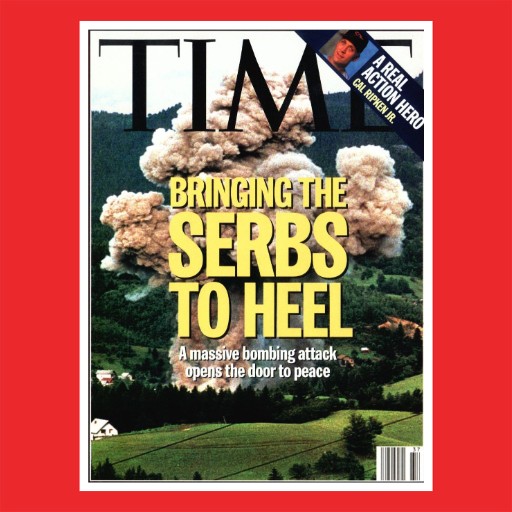 TIME
A REAL
ACTION HERO
CAL RIPKEN JR.
BRINGING THE
SERBS
TO HEEL
A massive bombing attack
opens the door to peace
37